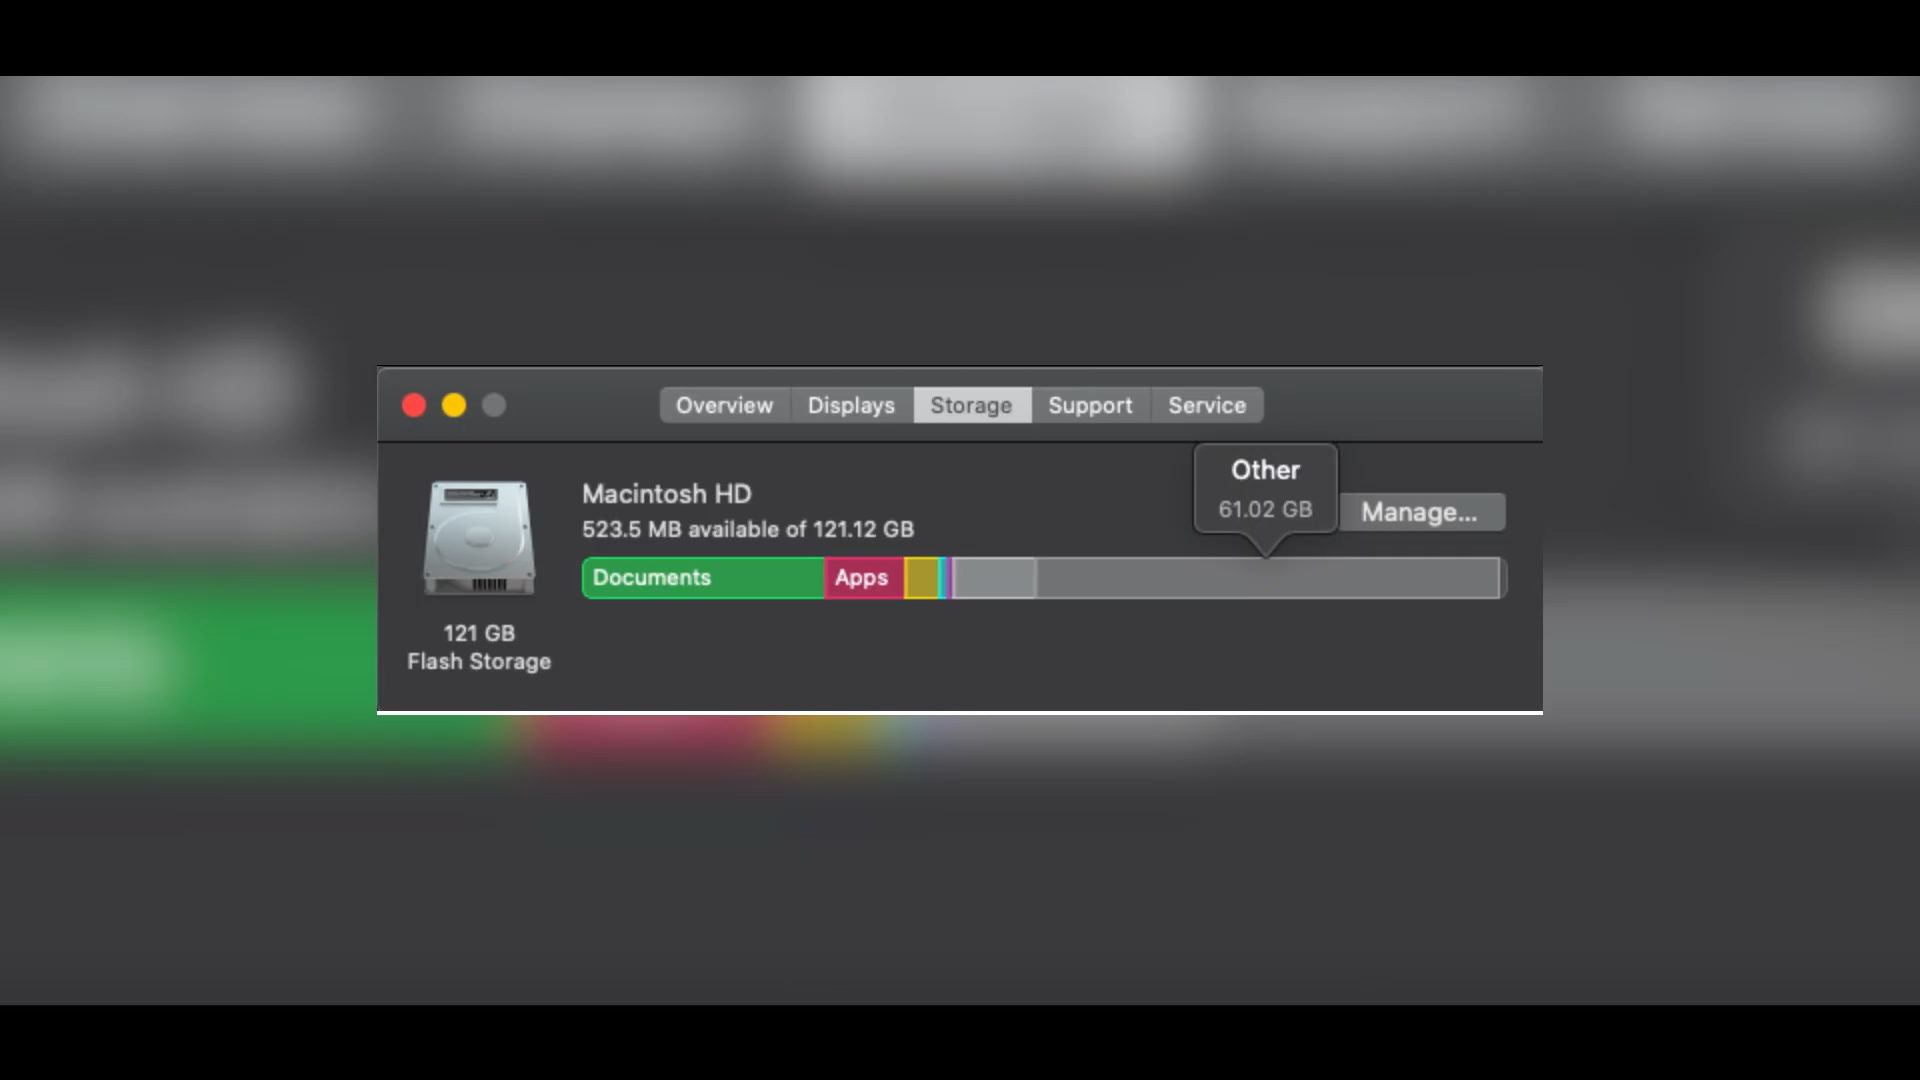 Overview Displays Storage Support Service
Other
61.02 GB
Macintosh HD
Manage...
523.5 MB available of 121.12 GB
Documents Apps
121 GB
Flash Storage